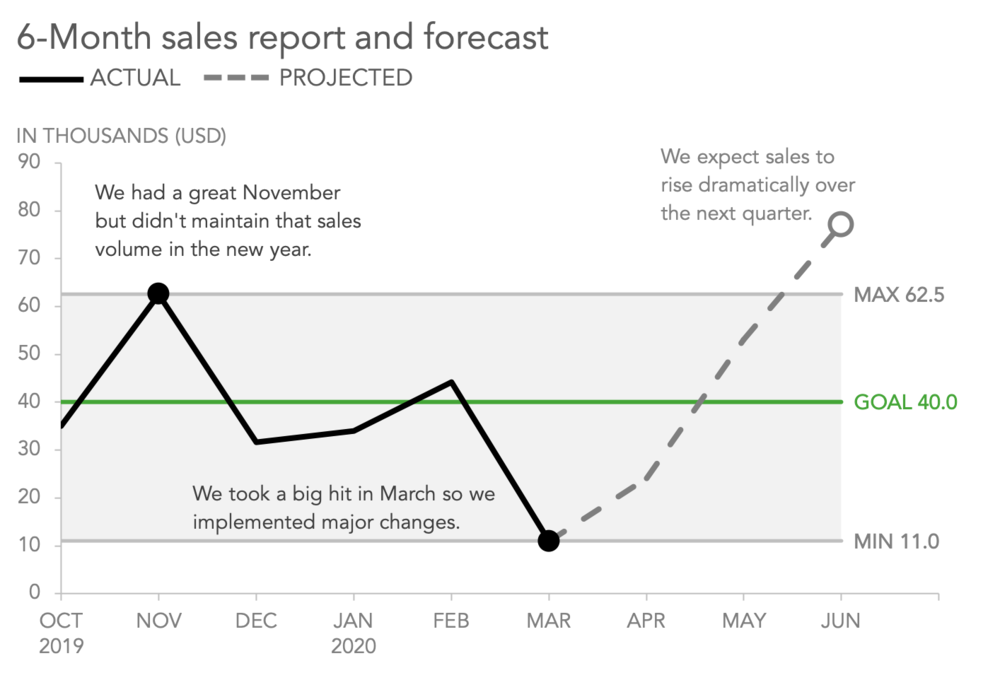 6-Month sales report and forecast
ACTUAL PROJECTED
IN THOUSANDS (USD)
90
80
70
60
50
40
30
20
10
0
We had a great November
but didn't maintain that sales
volume in the new year.
We expect sales to
rise dramatically over
the next quarter.
MAX 62.5
GOAL 40.0
We took a big hit in March so we
implemented major changes.
MIN 11.0
OCT NOV DEC JAN FEB MAR APR MAY JUN
2019 2020